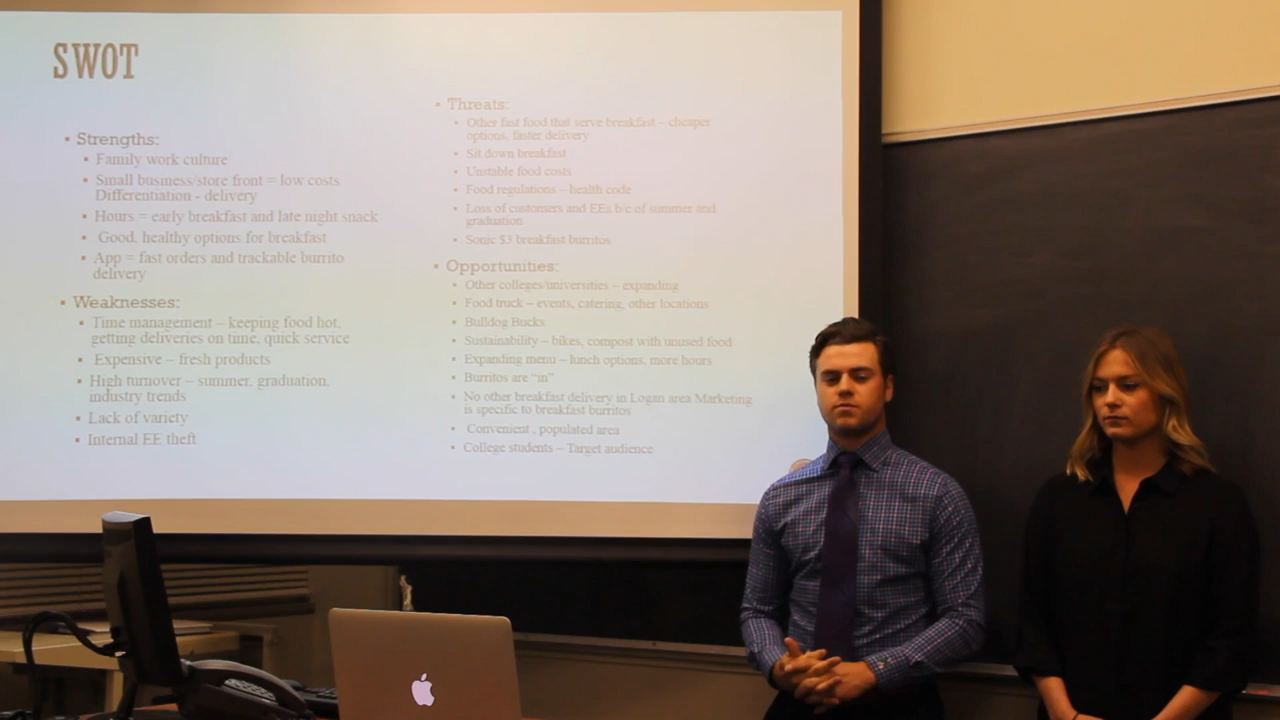 SWOT
Strengths:
Family work culture
Small business/store front = low costs
Differentiation - delivery
Hours = early breakfast and late night snack
Good, healthy options for breakfast
App = fast orders and trackable burrito
delivery
Weaknesses:
Time management – keeping food hot,
getting deliveries on time, quick service
Expensive – fresh products
High turnover – summer, graduation,
industry trends
Lack of variety
Internal EE theft
Threats:
Other fast food that serve breakfast – cheaper
options, faster delivery
Sit down breakfast
Unstable food costs
Food regulations – health code
Loss of customers and EEs b/c of summer and
graduation
Sonic $3 breakfast burritos
Opportunities:
Other colleges/universities – expanding
Food truck – events, catering, other locations
Bulldog Bucks
Sustainability – bikes, compost with unused food
Expanding menu – lunch options, more hours
Burritos are “in”
No other breakfast delivery in Logan area Marketing
is specific to breakfast burritos
Convenient , populated area
College students – Target audience